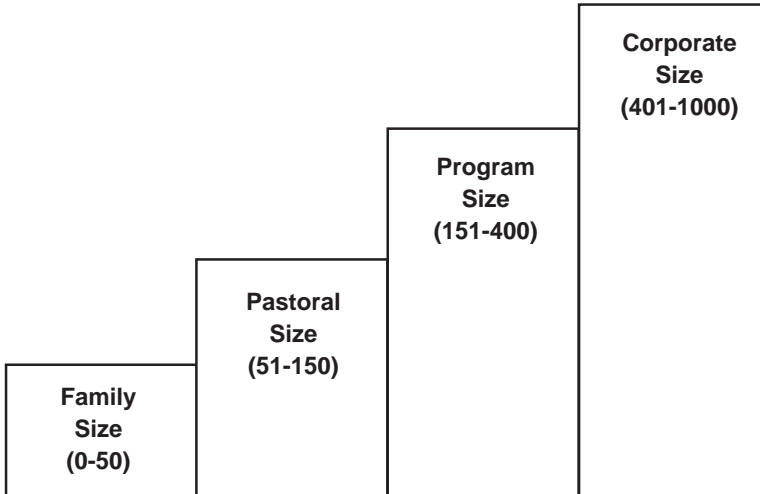 Corporate
Size
(401-1000)
Program
Size
(151-400)
Pastoral
Size
(51-150)
Family
Size
(0-50)